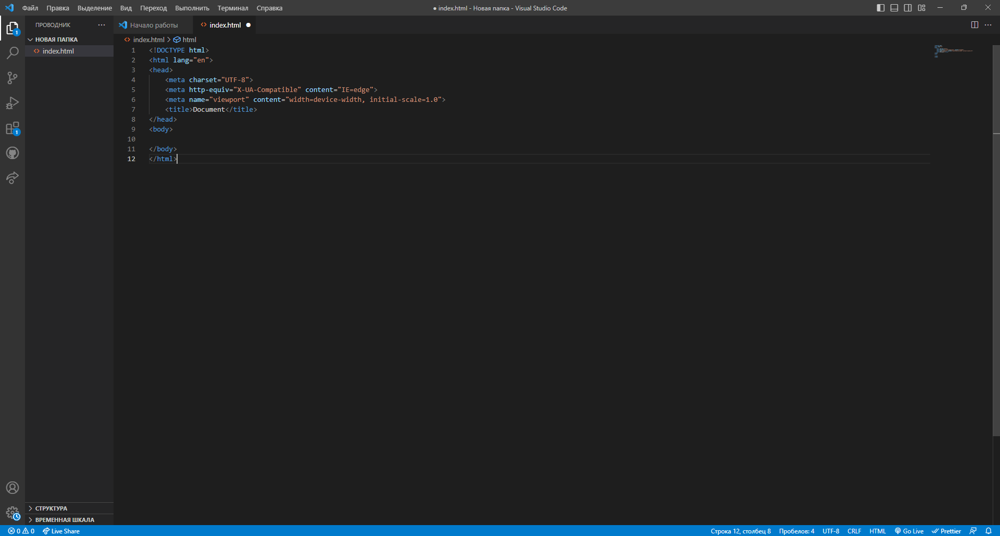 Файл Правка Выделение Вид Переход Выполнить Терминал Справка
● index.html - Новая папка - Visual Studio Code
ПРОВОДНИК
Начало работы
index.html
НОВАЯ ПАПКА
index.html
index.html > html
1 <!DOCTYPE html>
2 <html lang="en">
3 <head>
4 <meta charset="UTF-8">
5 <meta http-equiv="X-UA-Compatible" content="IE=edge">
6 <meta name="viewport" content="width=device-width, initial-scale=1.0">
7 <title>Document</title>
8 </head>
9 <body>
10
11 </body>
12 </html>
1
1
СТРУКТУРА
ВРЕМЕННАЯ ШКАЛА
0 0 Live Share
Строка 12, столбец 8 Пробелов: 4 UTF-8 CRLF HTML Go Live Prettier